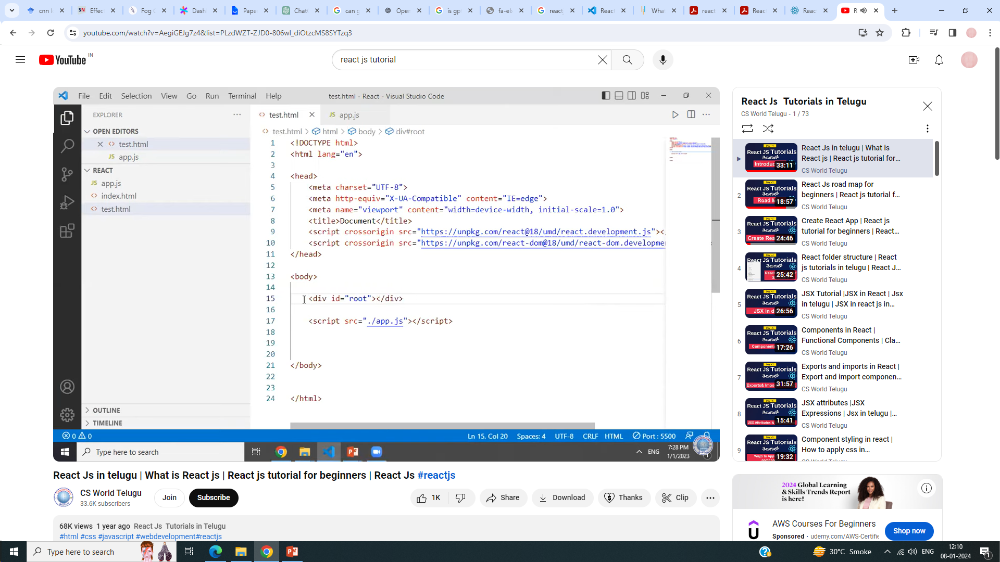 cnn l
Effec
Fog C
Dash
Pape
ChatC
can g
Oper
is gp
fa-el
react
React
Wha
react
Reac
Reac
R
youtube.com/watch?v=AegiGEJg7z4&list=PLzdWZT-ZJD0-806wl_diOtzcMS8SYTzq3
YouTube IN
react js tutorial
File Edit Selection View Go Run Terminal Help
test.html - React - Visual Studio Code
EXPLORER
OPEN EDITORS
test.html
JS app.js
REACT
JS app.js
index.html
test.html
OUTLINE
TIMELINE
test.html
JS app.js
test.html > html > body > div#root
1 <!DOCTYPE html>
2 <html lang="en">
3
4 <head>
5 <meta charset="UTF-8">
6 <meta http-equiv="X-UA-Compatible" content="IE=edge">
7 <meta name="viewport" content="width=device-width, initial-scale=1.0">
8 <title>Document</title>
9 <script crossorigin src="https://unpkg.com/react@18/umd/react.development.js"><
10 <script crossorigin src="https://unpkg.com/react-dom@18/umd/react-dom.developme
11 </head>
12
13 <body>
14
15 <div id="root"></div>
16
17 <script src="./app.js"></script>
18
19
20
21 </body>
22
23
24 </html>
0 0
Ln 15, Col 20 Spaces: 4 UTF-8 CRLF HTML Port : 5500
Type here to search
ENG
7:28 PM
1/1/2023
React Js in telugu | What is React js | React js tutorial for beginners | React Js #reactjs
CS World Telugu
33.6K subscribers
Join
Subscribe
1K
Share
Download
Thanks
Clip
68K views 1 year ago React Js Tutorials in Telugu
#html #css #javascript #webdevelopment#reactjs
React Js Tutorials in Telugu
CS World Telugu - 1 / 73
React JS Tutorials
తెలుగులో
33:11
React Js in telugu | What is
React js | React js tutorial for...
CS World Telugu
2
React JS Tutorials
తెలుగులో
18:57
React Js road map for
beginners | React js tutorial f...
CS World Telugu
3
React JS Tutorials
తెలుగులో
Create Rea
24:46
Create React App | React js
tutorial for beginners | React...
CS World Telugu
4
React JS Tutorials
తెలుగులో
25:42
React folder structure | React
js tutorials in telugu | React J...
CS World Telugu
5
React JS Tutorials
తెలుగులో
JSX in d
26:56
JSX Tutorial |JSX in React | Jsx
in telugu | JSX in react js in...
CS World Telugu
6
React JS Tutorials
తెలుగులో
17:26
Components in React |
Functional Components | Cla...
CS World Telugu
7
React JS Tutorials
తెలుగులో
Exports& Impo
31:57
Exports and imports in React |
Export and import componen...
CS World Telugu
8
React JS Tutorials
తెలుగులో
15:41
JSX attributes |JSX
Expressions | Jsx in telugu |...
CS World Telugu
9
React JS Tutorials
తెలుగులో
Ways to App
19:32
Component styling in react |
How to apply css in...
2024 Global Learning
& Skills Trends Report
is here!
AWS Courses For Beginners
Sponsored · udemy.com/AWS-Certifie
Shop now
Type here to search
30°C Smoke
ENG
12:10
08-01-2024
1